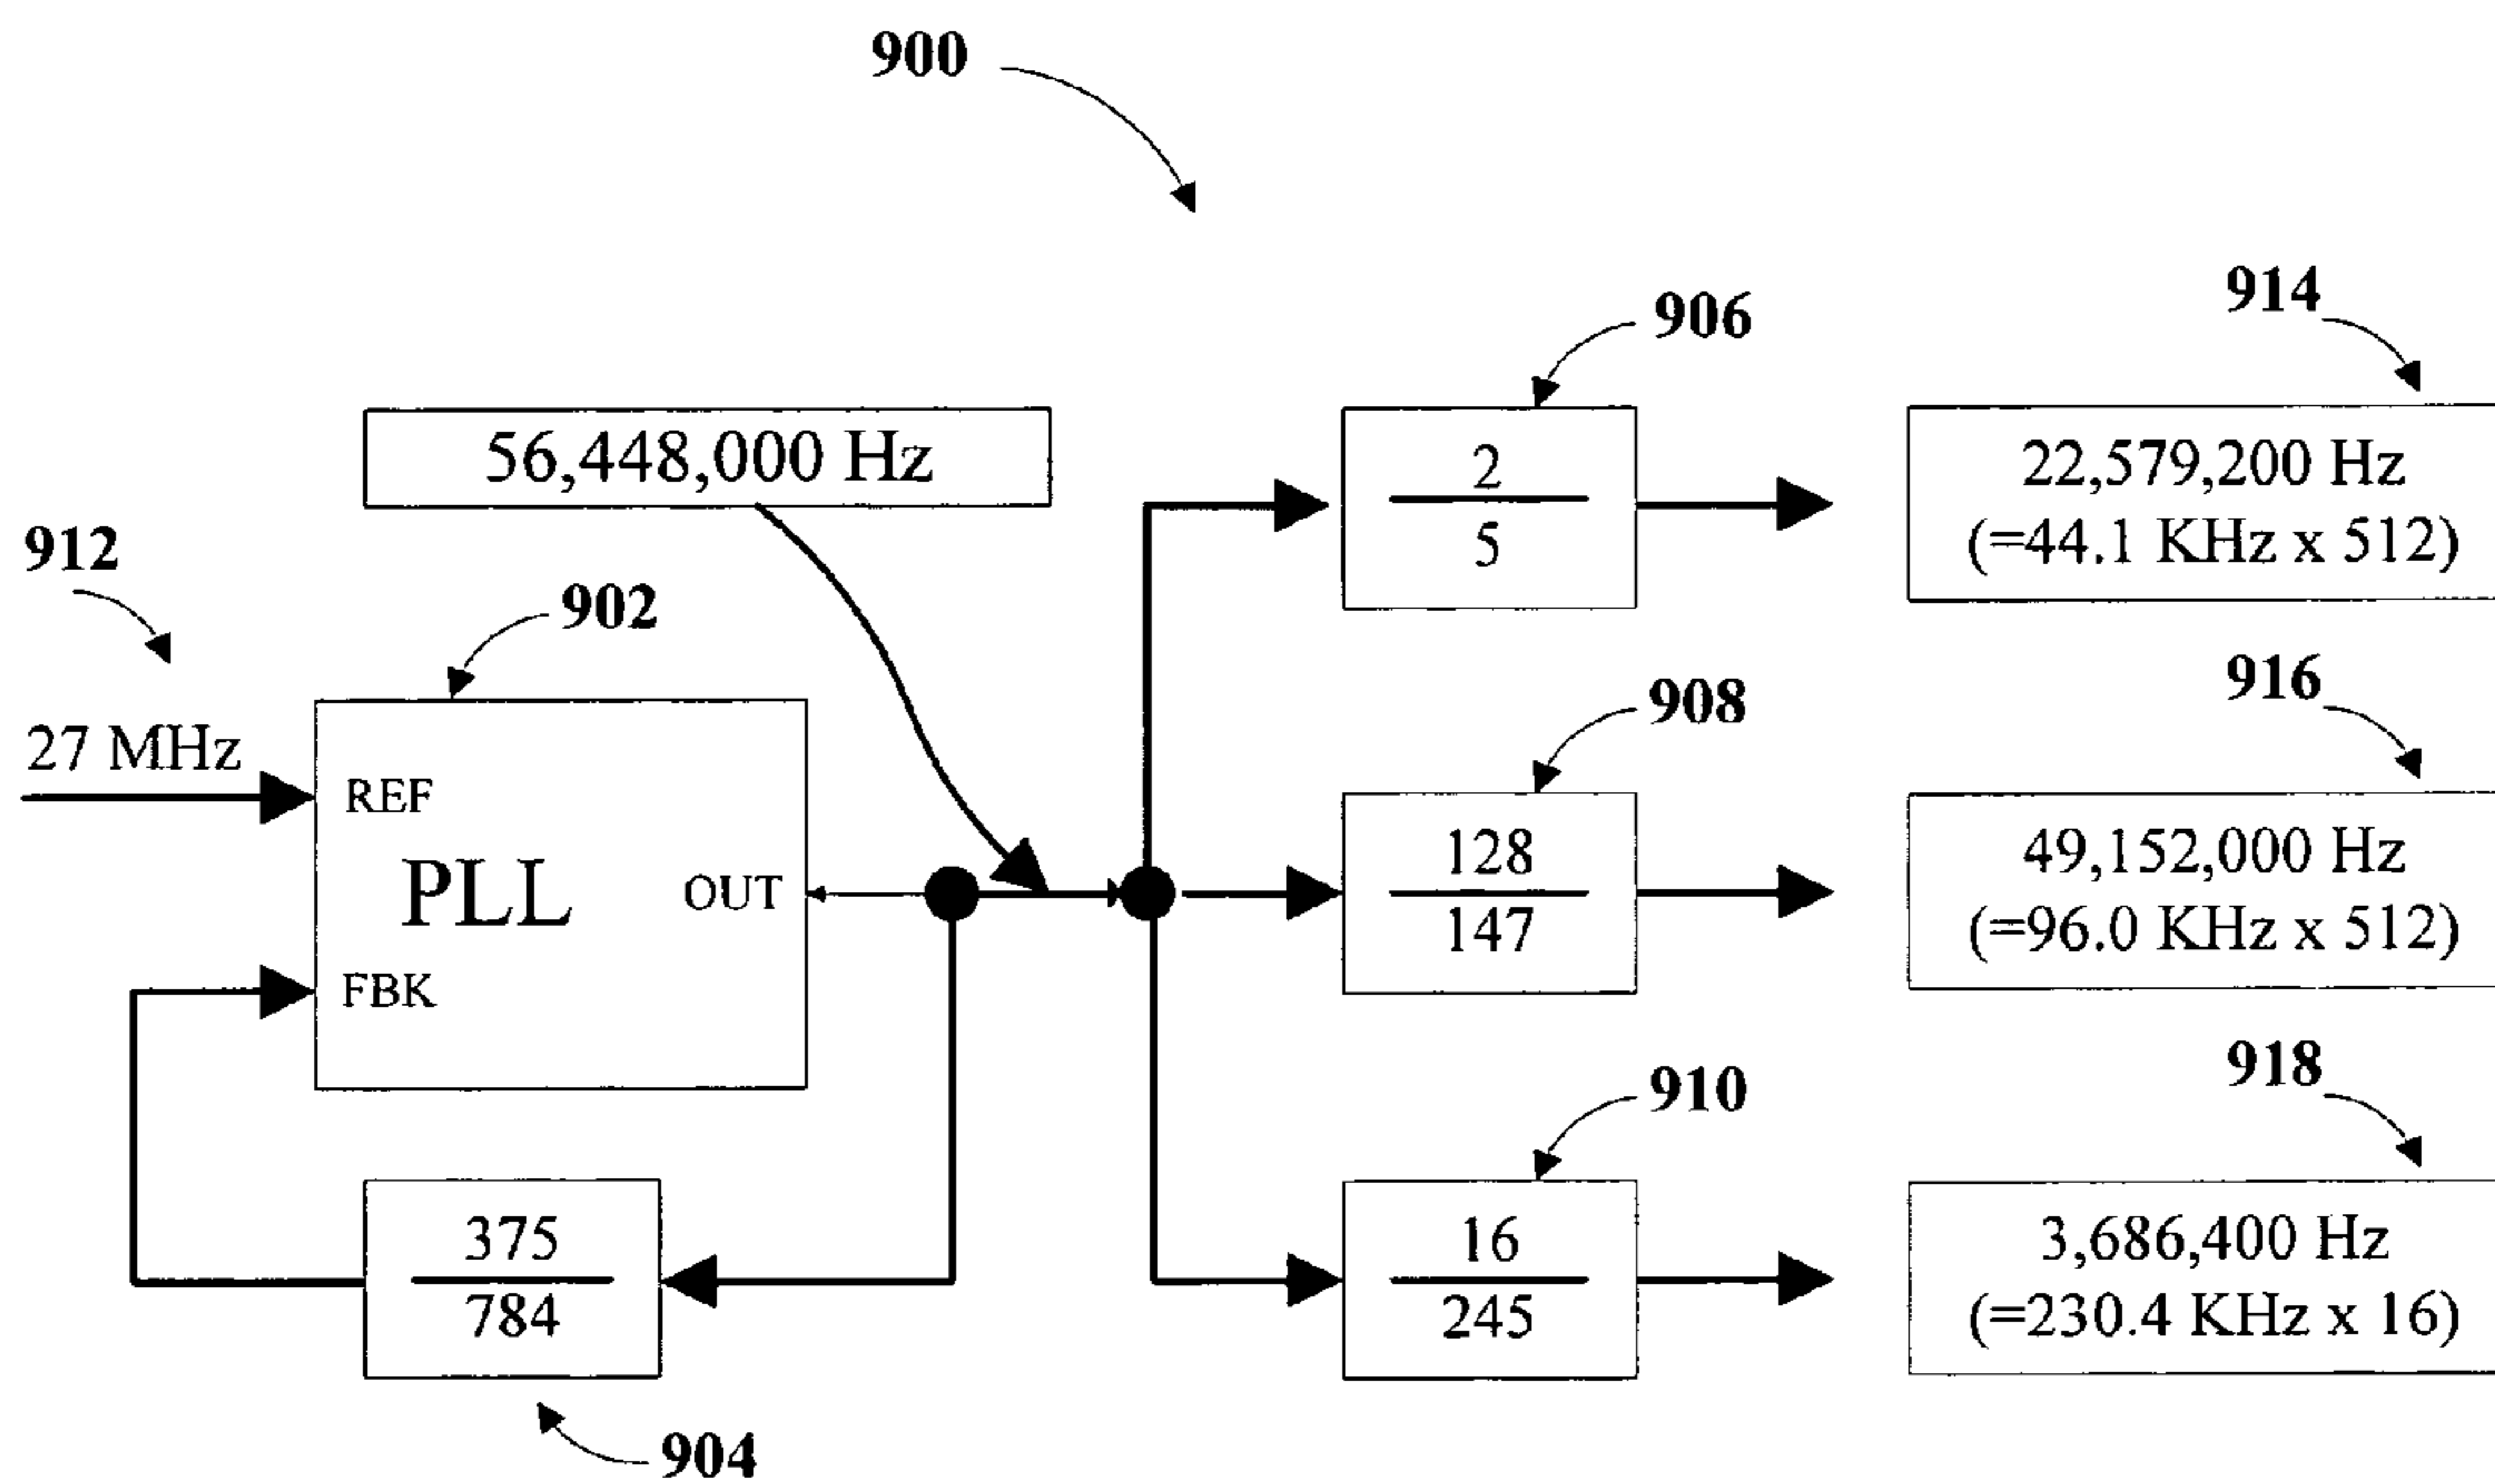 900
914
906
56,448,000 Hz
2
5
22,579,200 Hz
(=44.1 KHz x 512)
912
902
916
908
27 MHz
REF
PLL
OUT
FBK
128
147
49,152,000 Hz
(=96.0 KHz x 512)
918
910
375
784
16
245
3,686,400 Hz
(=230.4 KHz x 16)
904